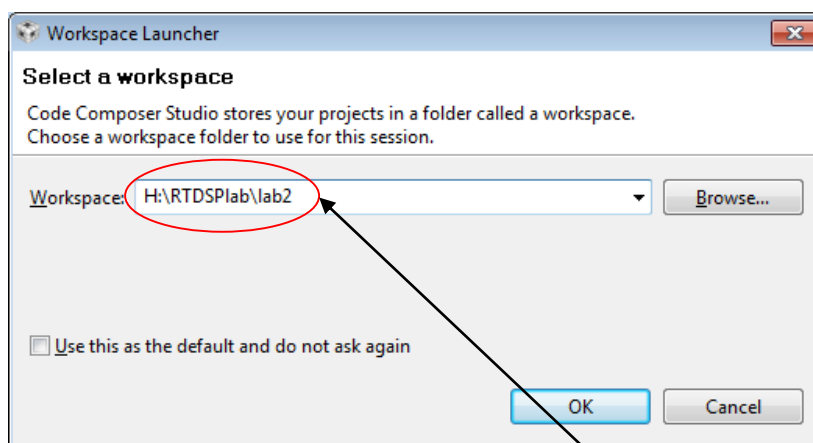 Workspace Launcher
Select a workspace
Code Composer Studio stores your projects in a folder called a workspace.
Choose a workspace folder to use for this session.
Workspace: H:\RTDSPlab\lab2 Browse...
Use this as the default and do not ask again
OK Cancel